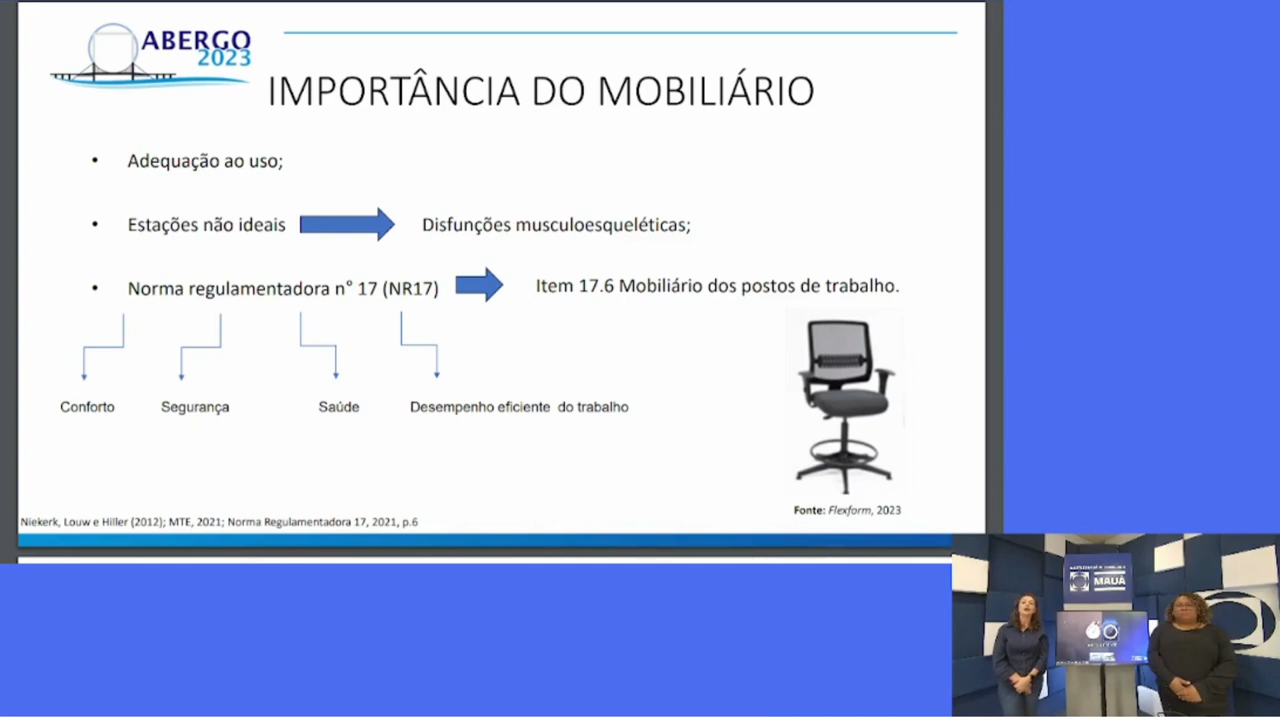 ABERGO
2023
IMPORTÂNCIA DO MOBILIÁRIO
• Adequação ao uso;
• Estações não ideais Disfunções musculoesqueléticas;
• Norma regulamentadora n° 17 (NR17) Item 17.6 Mobiliário dos postos de trabalho.
Conforto Segurança Saúde Desempenho eficiente do trabalho
Fonte: Flexform, 2023
Niekerk, Louw e Hiller (2012); MTE, 2021; Norma Regulamentadora 17, 2021, p.6
MAUÁ